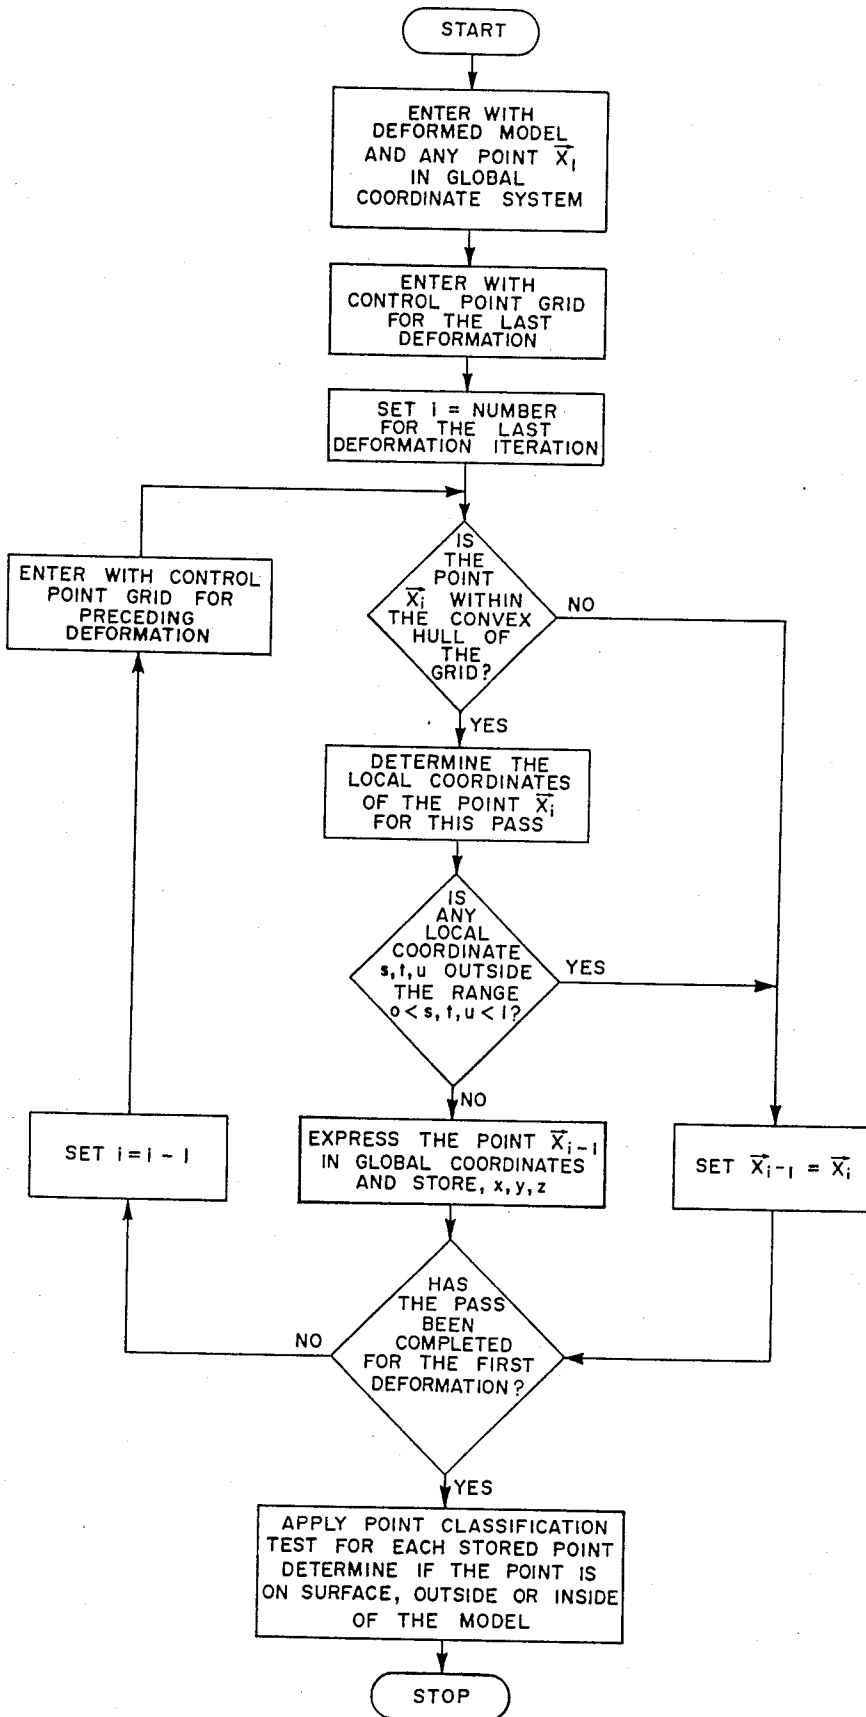 START
ENTER WITH
DEFORMED MODEL
AND ANY POINT X⃗ı
IN GLOBAL
COORDINATE SYSTEM
ENTER WITH
CONTROL POINT GRID
FOR THE LAST
DEFORMATION
SET i = NUMBER
FOR THE LAST
DEFORMATION ITERATION
ENTER WITH CONTROL
POINT GRID FOR
PRECEDING
DEFORMATION
IS
THE
POINT
X⃗i WITHIN
THE CONVEX
HULL OF
THE
GRID?
NO
YES
DETERMINE THE
LOCAL COORDINATES
OF THE POINT X⃗i
FOR THIS PASS
IS
ANY
LOCAL
COORDINATE
s,t,u OUTSIDE
THE RANGE
o<s,t,u<1?
YES
NO
SET i=i-1
EXPRESS THE POINT X⃗i-1
IN GLOBAL COORDINATES
AND STORE, x,y,z
SET X⃗i-1 = X⃗i
HAS
THE PASS
BEEN
COMPLETED
FOR THE FIRST
DEFORMATION?
NO
YES
APPLY POINT CLASSIFICATION
TEST FOR EACH STORED POINT
DETERMINE IF THE POINT IS
ON SURFACE, OUTSIDE OR INSIDE
OF THE MODEL
STOP